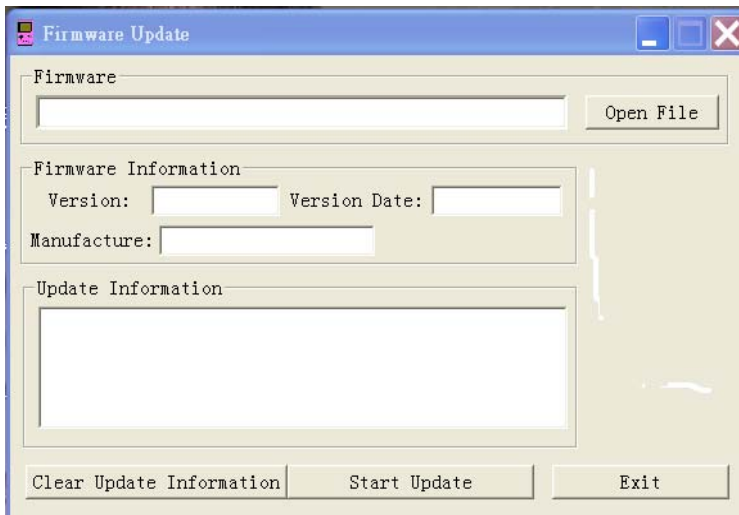 Firmware Update
Firmware
Open File
Firmware Information
Version: Version Date:
Manufacture:
Update Information
Clear Update Information Start Update Exit